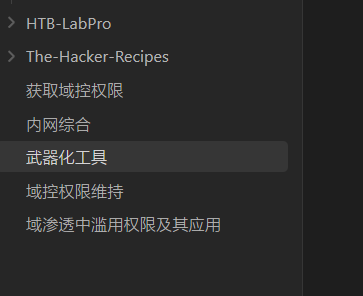 HTB-LabPro
The-Hacker-Recipes
获取域控权限
内网综合
武器化工具
域控权限维持
域渗透中滥用权限及其应用